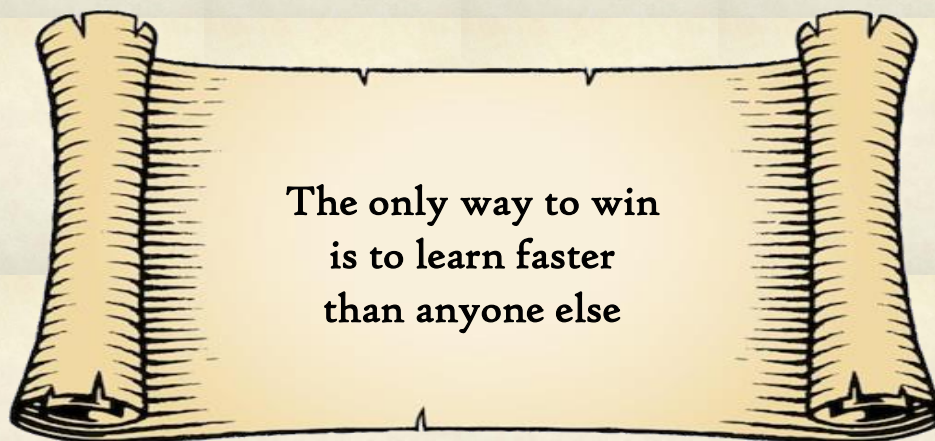 The only way to win
is to learn faster
than anyone else